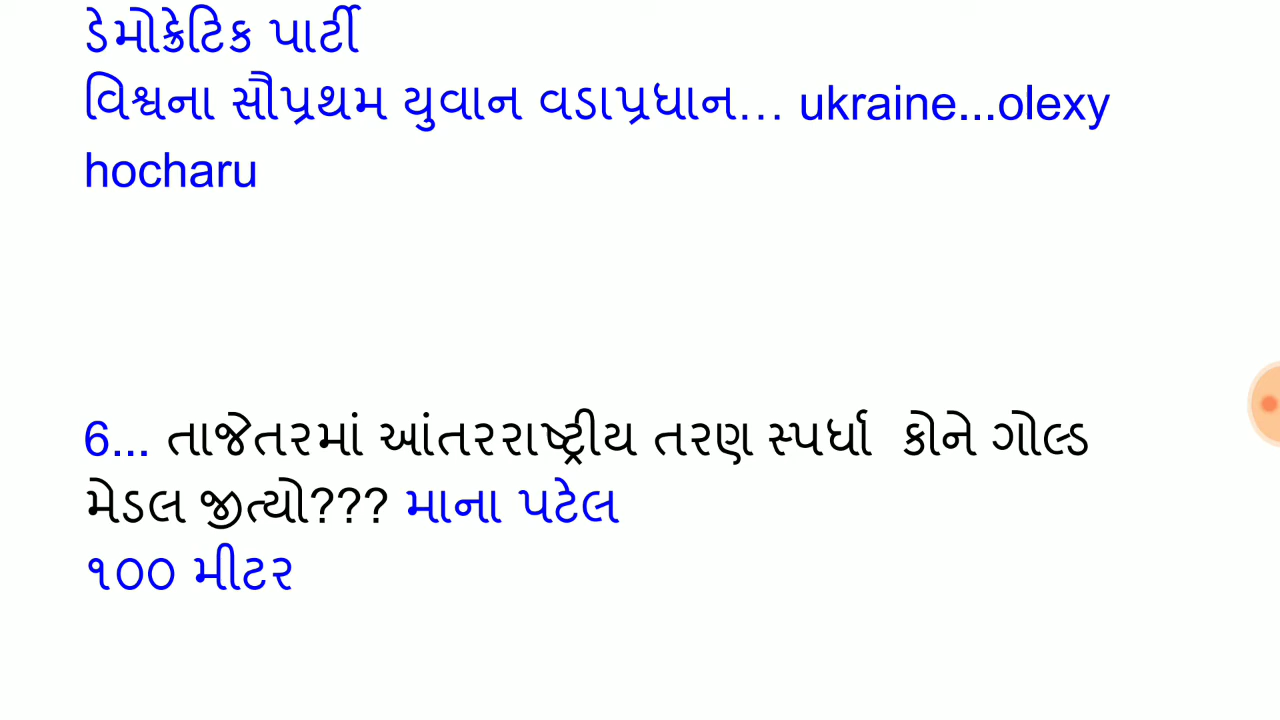 ડેમોક્રેટિક પાર્ટી
વિશ્વના સૌપ્રથમ યુવાન વડાપ્રધાન... ukraine...olexy
hocharu
6... તાજેતરમાં આંતરરાષ્ટ્રીય તરણ સ્પર્ધા કોને ગોલ્ડ
મેડલ જીત્યો??? માના પટેલ
૧૦૦ મીટર